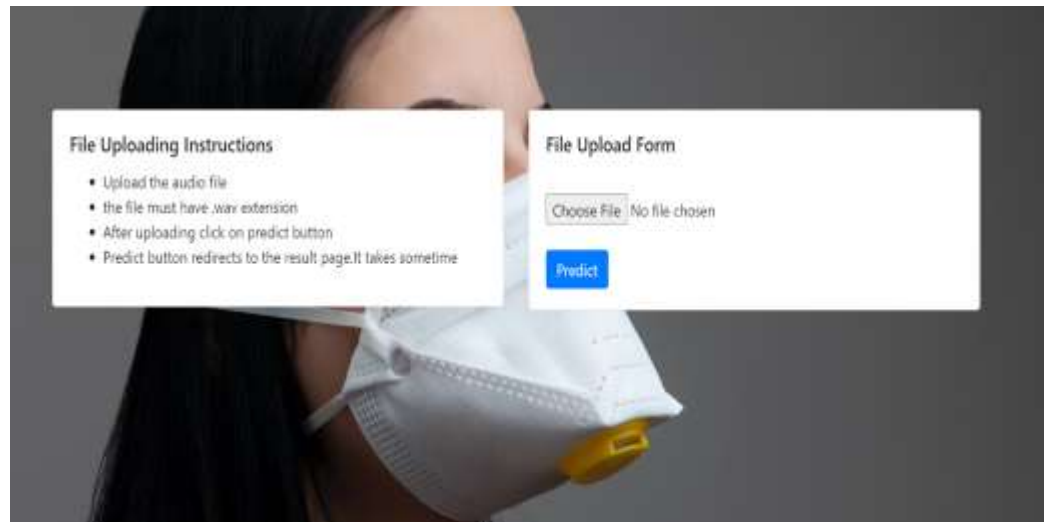 File Uploading Instructions
• Upload the audio file
• the file must have .wav extension
• After uploading click on predict button
• Predict button redirects to the result page.It takes sometime
File Upload Form
Choose File No file chosen
Predict